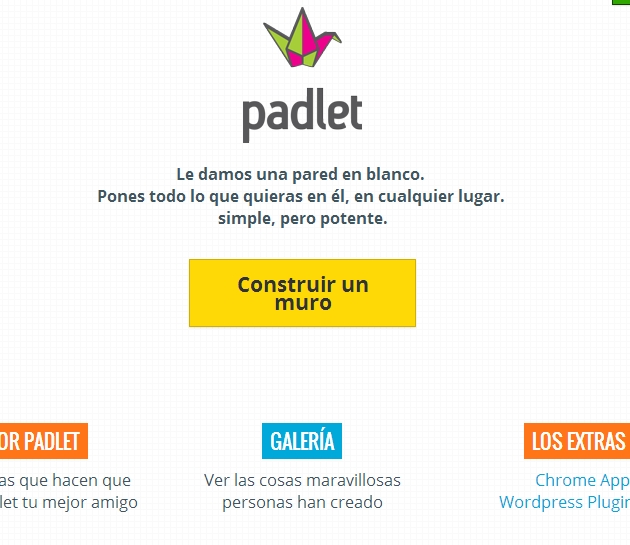 padlet
Le damos una pared en blanco.
Pones todo lo que quieras en él, en cualquier lugar.
simple, pero potente.
Construir un
muro
OR PADLET
as que hacen que
let tu mejor amigo
GALERÍA
Ver las cosas maravillosas
personas han creado
LOS EXTRAS
Chrome App
Wordpress Plugin